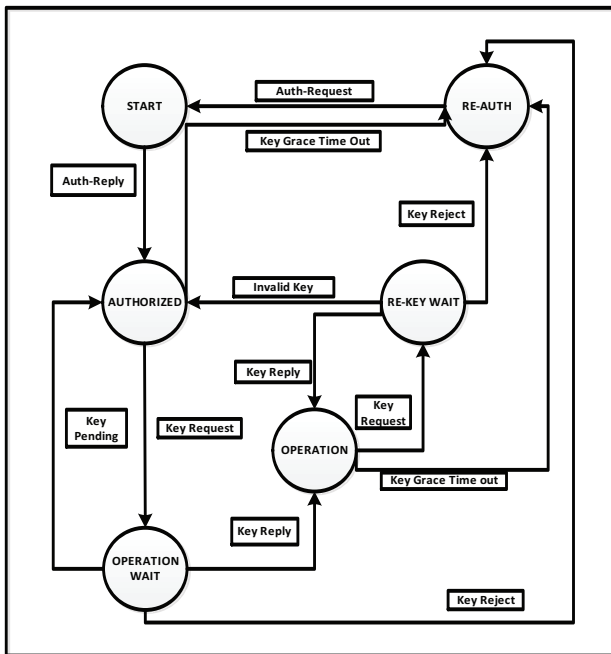 START
Auth-Request
RE-AUTH
Key Grace Time Out
Auth-Reply
Key Reject
AUTHORIZED
Invalid Key
RE-KEY WAIT
Key Reply
Key
Request
Key
Pending
Key Request
OPERATION
Key Grace Time out
Key Reply
OPERATION
WAIT
Key Reject